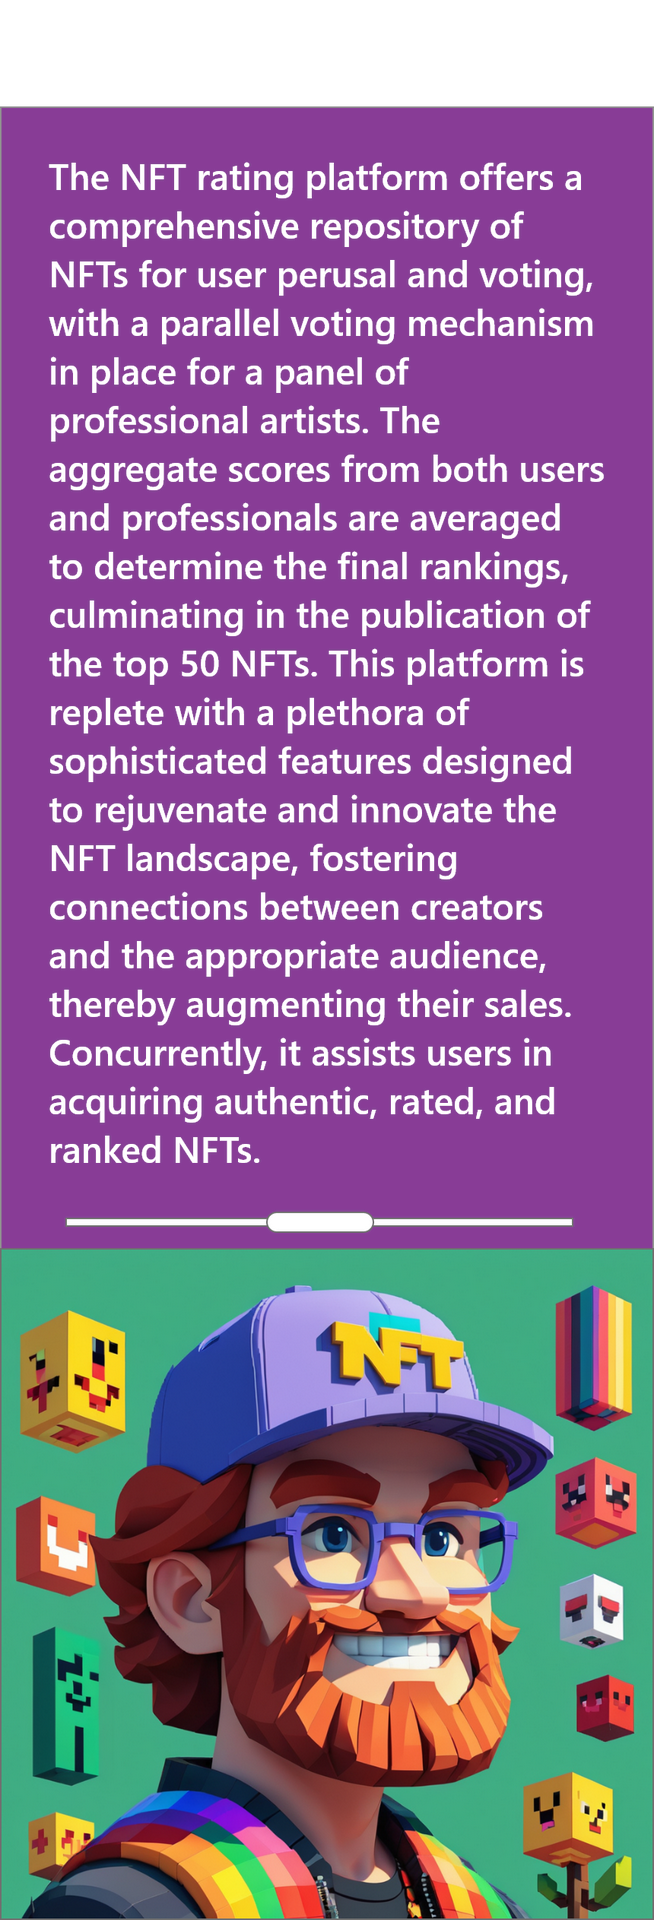 The NFT rating platform offers a
comprehensive repository of
NFTs for user perusal and voting,
with a parallel voting mechanism
in place for a panel of
professional artists. The
aggregate scores from both users
and professionals are averaged
to determine the final rankings,
culminating in the publication of
the top 50 NFTs. This platform is
replete with a plethora of
sophisticated features designed
to rejuvenate and innovate the
NFT landscape, fostering
connections between creators
and the appropriate audience,
thereby augmenting their sales.
Concurrently, it assists users in
acquiring authentic, rated, and
ranked NFTs.
NFT